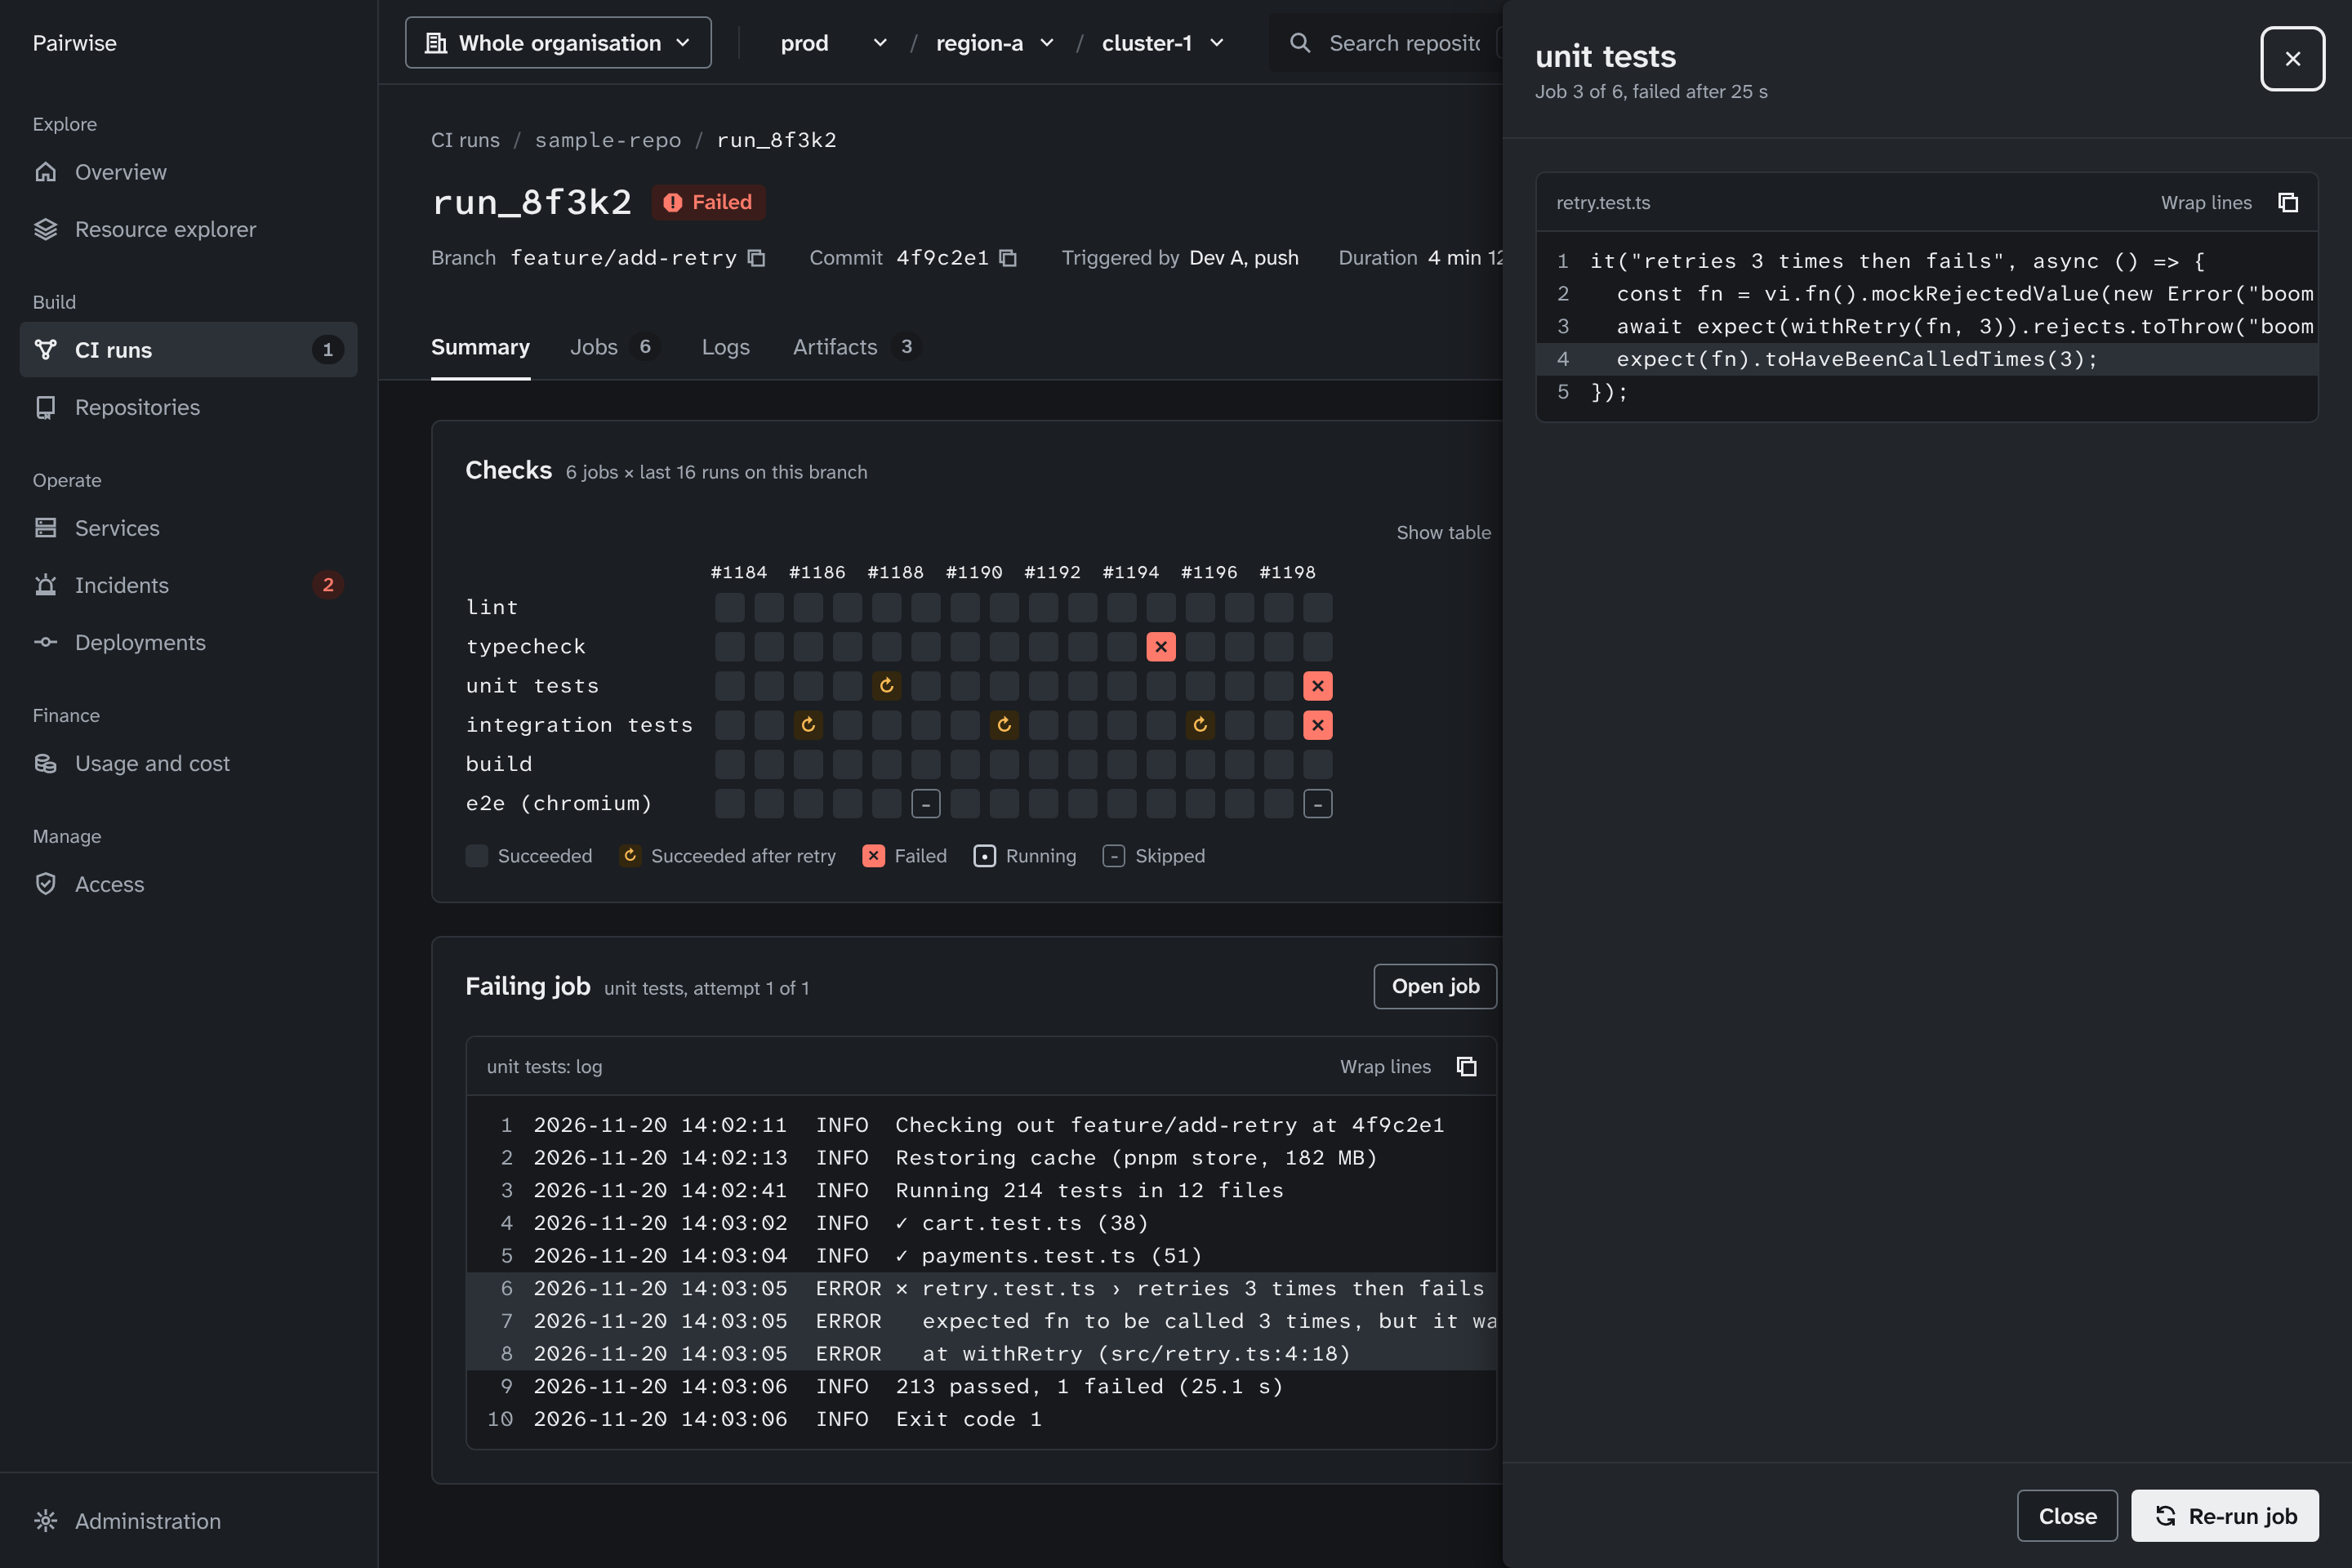 Pairwise
Explore
Overview
Resource explorer
Build
CI runs 1
Repositories
Operate
Services
Incidents 2
Deployments
Finance
Usage and cost
Manage
Access
Administration
Whole organisation
prod / region-a / cluster-1
Search reposit
CI runs / sample-repo / run_8f3k2
run_8f3k2 Failed
Branch feature/add-retry Commit 4f9c2e1 Triggered by Dev A, push Duration 4 min 12
Summary Jobs 6 Logs Artifacts 3
Checks 6 jobs × last 16 runs on this branch
Show table
#1184 #1186 #1188 #1190 #1192 #1194 #1196 #1198
lint
typecheck
unit tests
integration tests
build
e2e (chromium)
Succeeded Succeeded after retry Failed Running Skipped
Failing job unit tests, attempt 1 of 1
Open job
unit tests: log Wrap lines
1 2026-11-20 14:02:11 INFO Checking out feature/add-retry at 4f9c2e1
2 2026-11-20 14:02:13 INFO Restoring cache (pnpm store, 182 MB)
3 2026-11-20 14:02:41 INFO Running 214 tests in 12 files
4 2026-11-20 14:03:02 INFO ✓ cart.test.ts (38)
5 2026-11-20 14:03:04 INFO ✓ payments.test.ts (51)
6 2026-11-20 14:03:05 ERROR × retry.test.ts › retries 3 times then fails
7 2026-11-20 14:03:05 ERROR expected fn to be called 3 times, but it wa
8 2026-11-20 14:03:05 ERROR at withRetry (src/retry.ts:4:18)
9 2026-11-20 14:03:06 INFO 213 passed, 1 failed (25.1 s)
10 2026-11-20 14:03:06 INFO Exit code 1
unit tests
Job 3 of 6, failed after 25 s
retry.test.ts Wrap lines
1 it("retries 3 times then fails", async () => {
2 const fn = vi.fn().mockRejectedValue(new Error("boom
3 await expect(withRetry(fn, 3)).rejects.toThrow("boom
4 expect(fn).toHaveBeenCalledTimes(3);
5 });
Close Re-run job